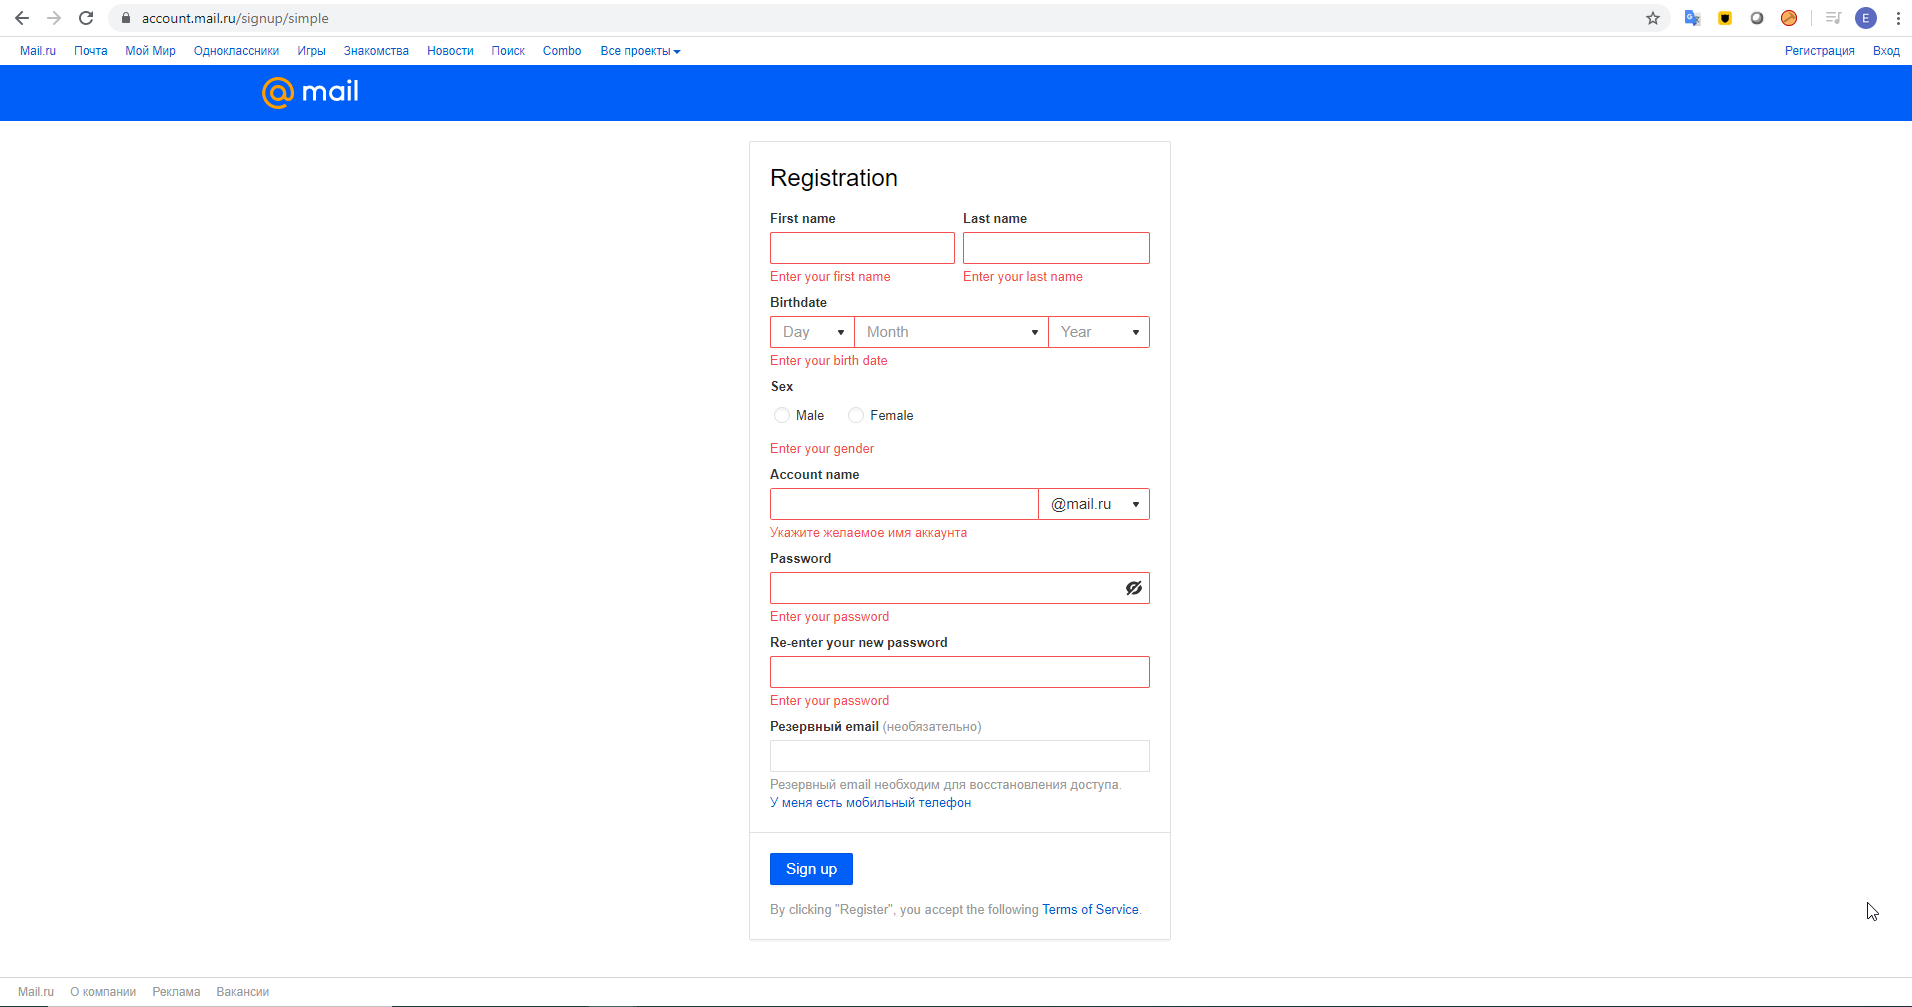 account.mail.ru/signup/simple
E
Mail.ru Почта Мой Мир Одноклассники Игры Знакомства Новости Поиск Combo Все проекты Регистрация Вход
@ mail
Registration
First name Last name
Enter your first name Enter your last name
Birthdate
Day Month Year
Enter your birth date
Sex
Male Female
Enter your gender
Account name
@mail.ru
Укажите желаемое имя аккаунта
Password
Enter your password
Re-enter your new password
Enter your password
Резервный email (необязательно)
Резервный email необходим для восстановления доступа.
У меня есть мобильный телефон
Sign up
By clicking "Register", you accept the following Terms of Service.
Mail.ru О компании Реклама Вакансии